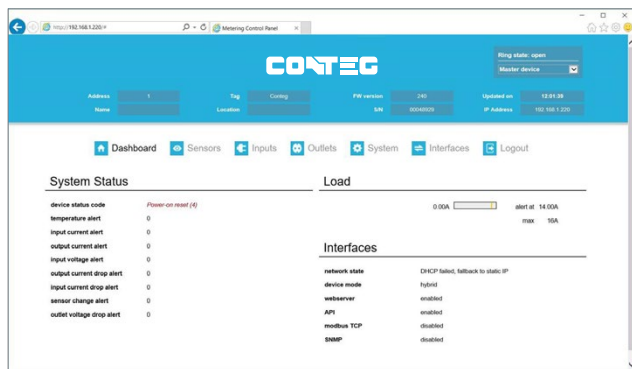 http://192.168.1.220/#
Metering Control Panel
CONTEG
Ring state: open
Master device
Address 1 Tag Conteg FW version 240 Updated on 12:01:39
Name Location S/N IP Address 192.168.1.220
Dashboard Sensors Inputs Outlets System Interfaces Logout
System Status
device status code Power-on reset (4)
temperature alert 0
input current alert 0
output current alert 0
input voltage alert 0
output current drop alert 0
input current drop alert 0
sensor change alert 0
outlet voltage drop alert 0
Load
0.00A alert at 14.00A
max 16A
Interfaces
network state DHCP failed, fallback to static IP
device mode hybrid
webserver enabled
API enabled
modbus TCP disabled
SNMP disabled